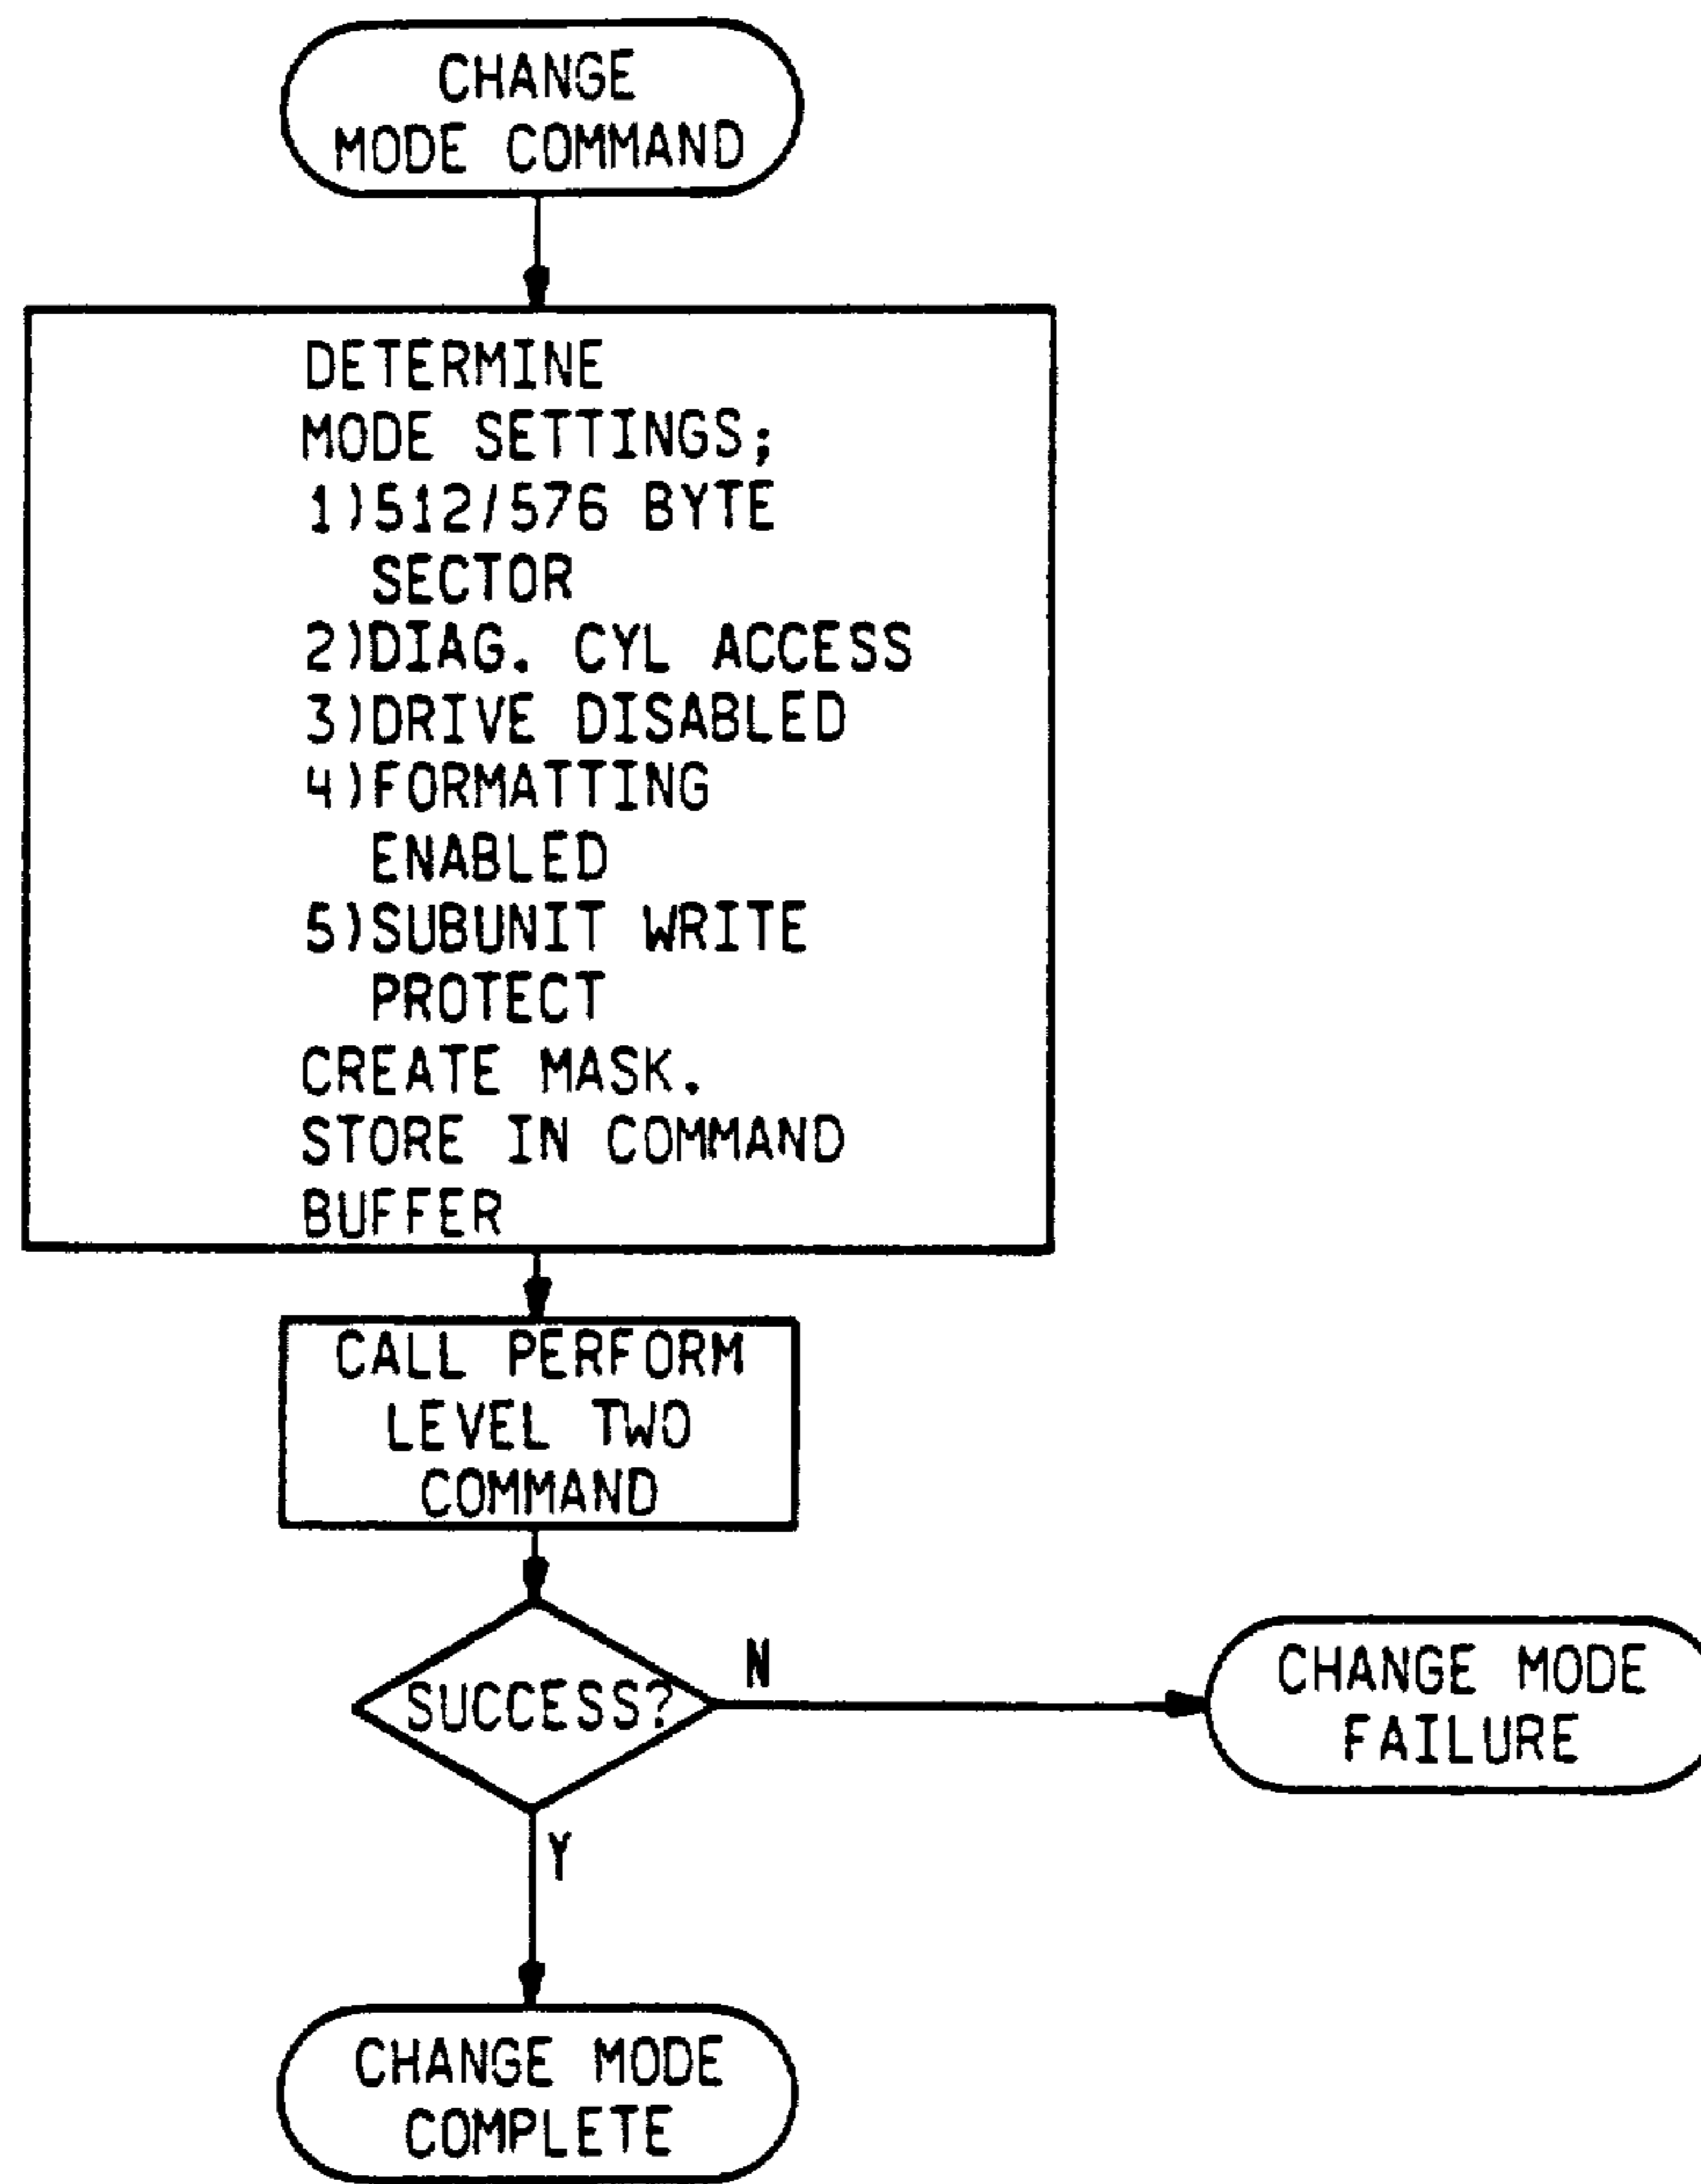 CHANGE
MODE COMMAND
DETERMINE
MODE SETTINGS;
1)512/576 BYTE
SECTOR
2)DIAG. CYL ACCESS
3)DRIVE DISABLED
4)FORMATTING
ENABLED
5)SUBUNIT WRITE
PROTECT
CREATE MASK.
STORE IN COMMAND
BUFFER
CALL PERFORM
LEVEL TWO
COMMAND
SUCCESS?
N
CHANGE MODE
FAILURE
Y
CHANGE MODE
COMPLETE